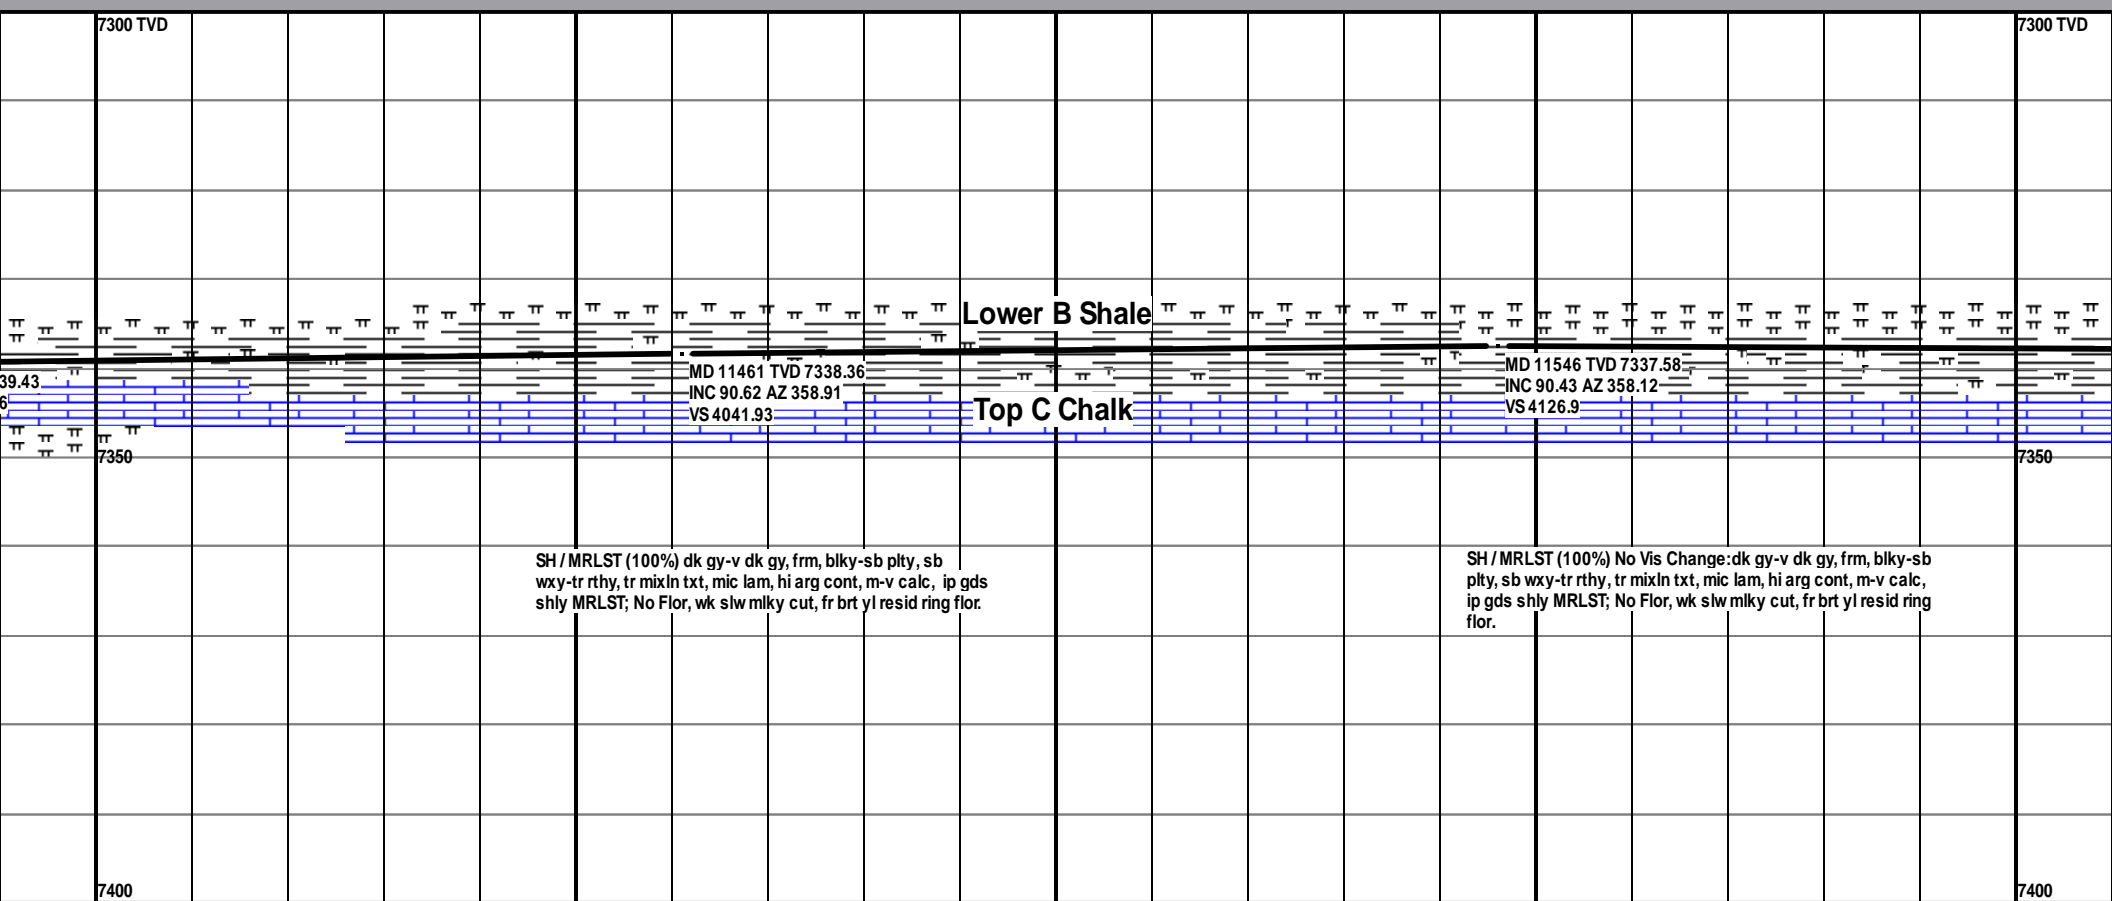 7300 TVD
7300 TVD
Lower B Shale
39.43
6
MD 11461 TVD 7338.36
INC 90.62 AZ 358.91
VS 4041.93
MD 11546 TVD 7337.58
INC 90.43 AZ 358.12
VS 4126.9
Top C Chalk
7350
7350
SH / MRLST (100%) dk gy-v dk gy, frm, blky-sb plty, sb
wxy-tr rthy, tr mixln txt, mic lam, hi arg cont, m-v calc, ip gds
shly MRLST; No Flor, wk slw mlky cut, fr brt yl resid ring flor.
SH / MRLST (100%) No Vis Change:dk gy-v dk gy, frm, blky-sb
plty, sb wxy-tr rthy, tr mixln txt, mic lam, hi arg cont, m-v calc,
ip gds shly MRLST; No Flor, wk slw mlky cut, fr brt yl resid ring
flor.
7400
7400